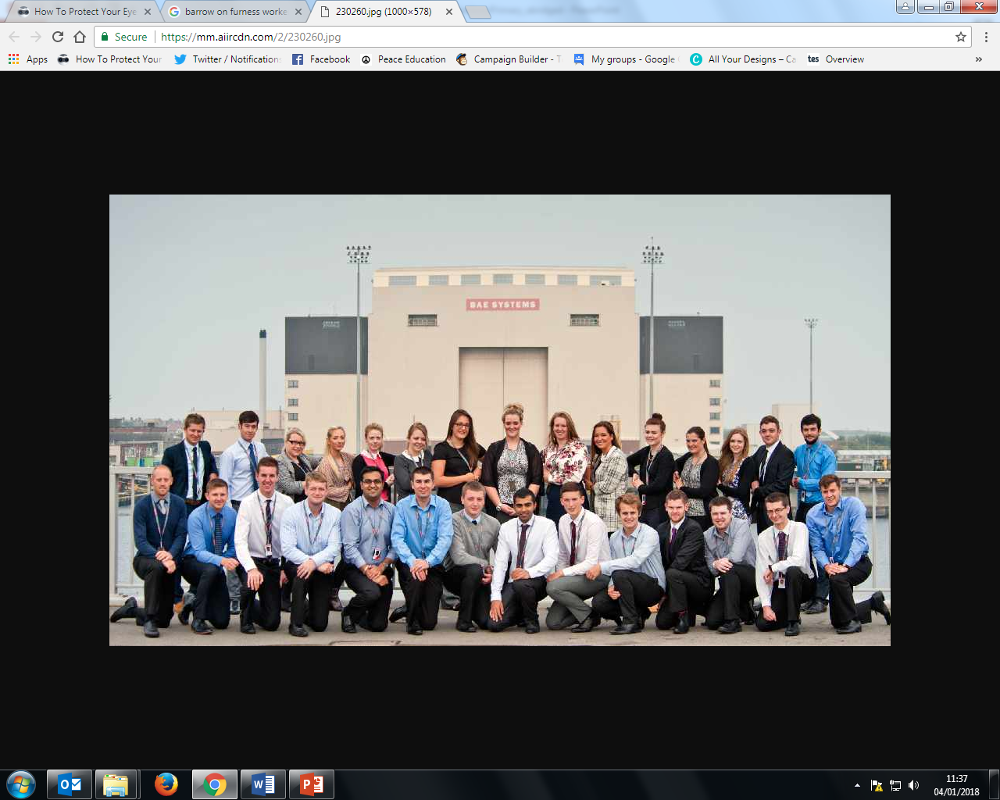 How To Protect Your Eye
barrow on furness worke
230260.jpg (1000×578)
Secure
https://mm.aiircdn.com/2/230260.jpg
Apps
How To Protect Your
Twitter / Notifications
Facebook
Peace Education
Campaign Builder - T
My groups - Google
All Your Designs – Ca
tes Overview
»
BAE SYSTEMS
11:37
04/01/2018